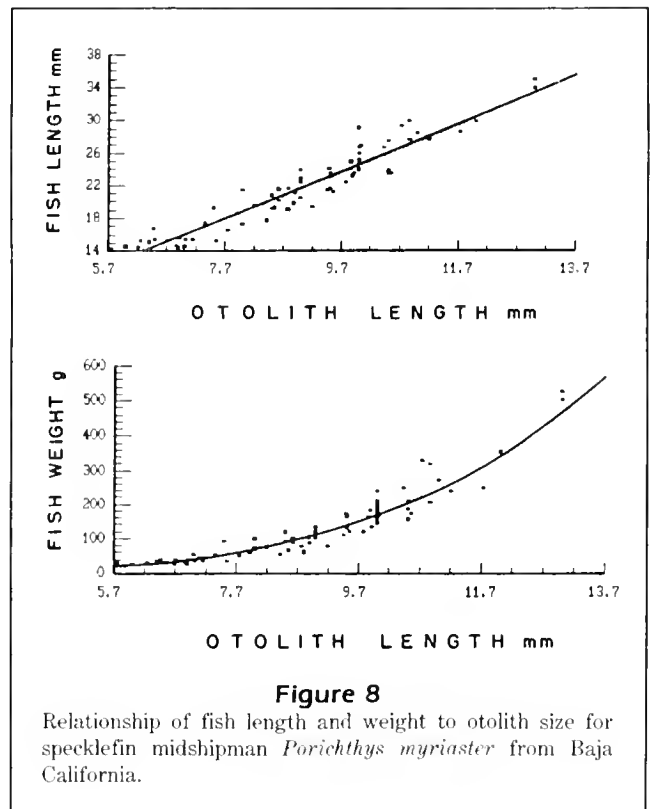 FISH LENGTH mm
38
34
30
26
22
18
14
5.7 7.7 9.7 11.7 13.7
OTOLITH LENGTH mm
FISH WEIGHT g
600
500
400
300
200
100
0
5.7 7.7 9.7 11.7 13.7
OTOLITH LENGTH mm
Figure 8
Relationship of fish length and weight to otolith size for
specklefin midshipman Porichthys myriaster from Baja
California.